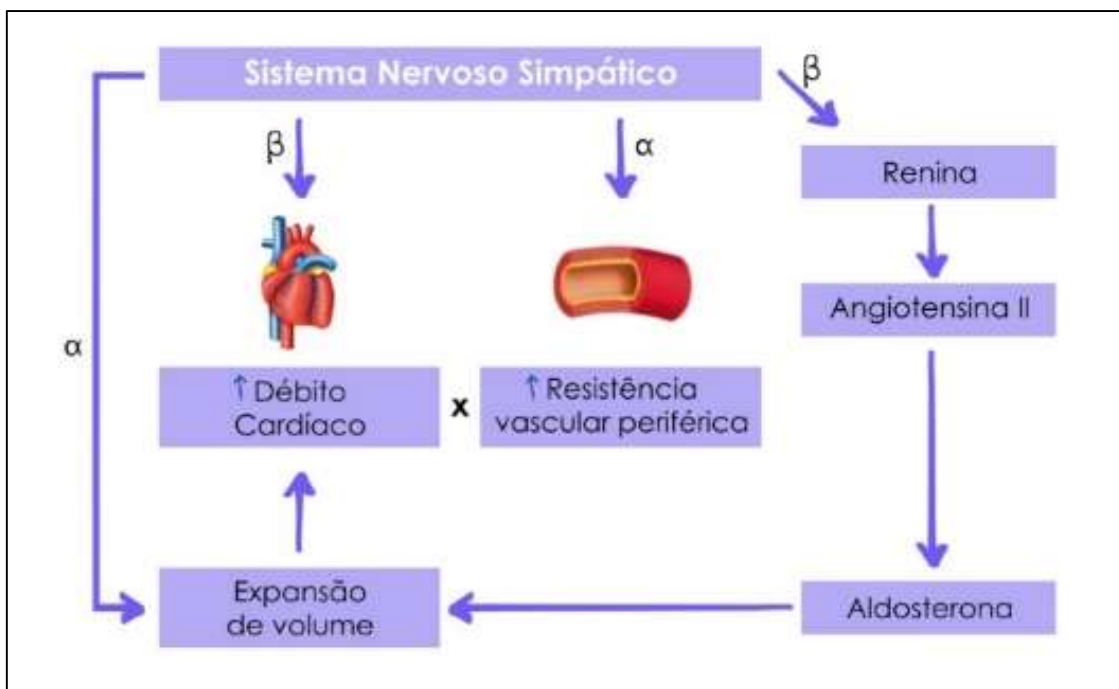 Sistema Nervoso Simpático
β
β
α
Renina
Angiotensina II
α
↑ Débito
Cardíaco
x
↑ Resistência
vascular periférica
Expansão
de volume
Aldosterona